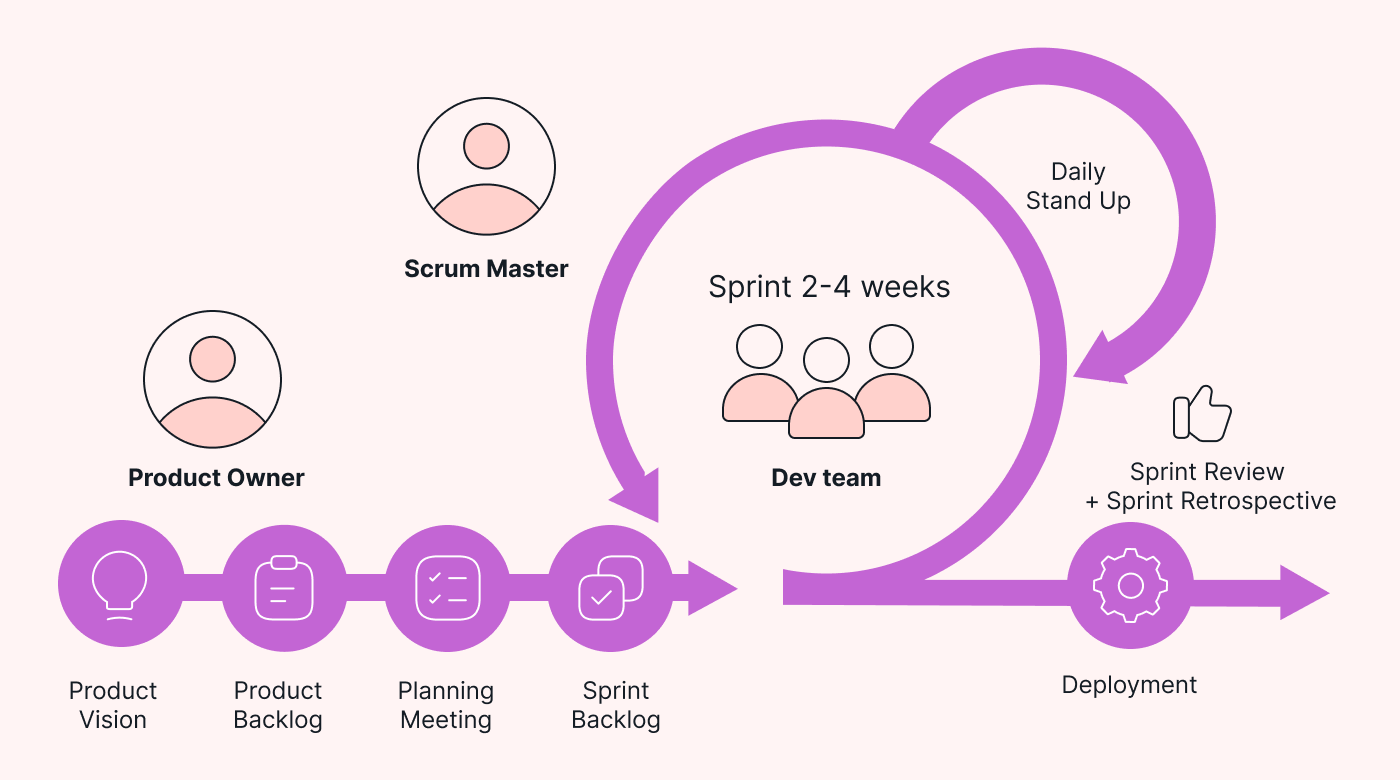 Scrum Master
Product Owner
Daily
Stand Up
Sprint 2-4 weeks
Dev team
Sprint Review
+ Sprint Retrospective
Product
Vision
Product
Backlog
Planning
Meeting
Sprint
Backlog
Deployment